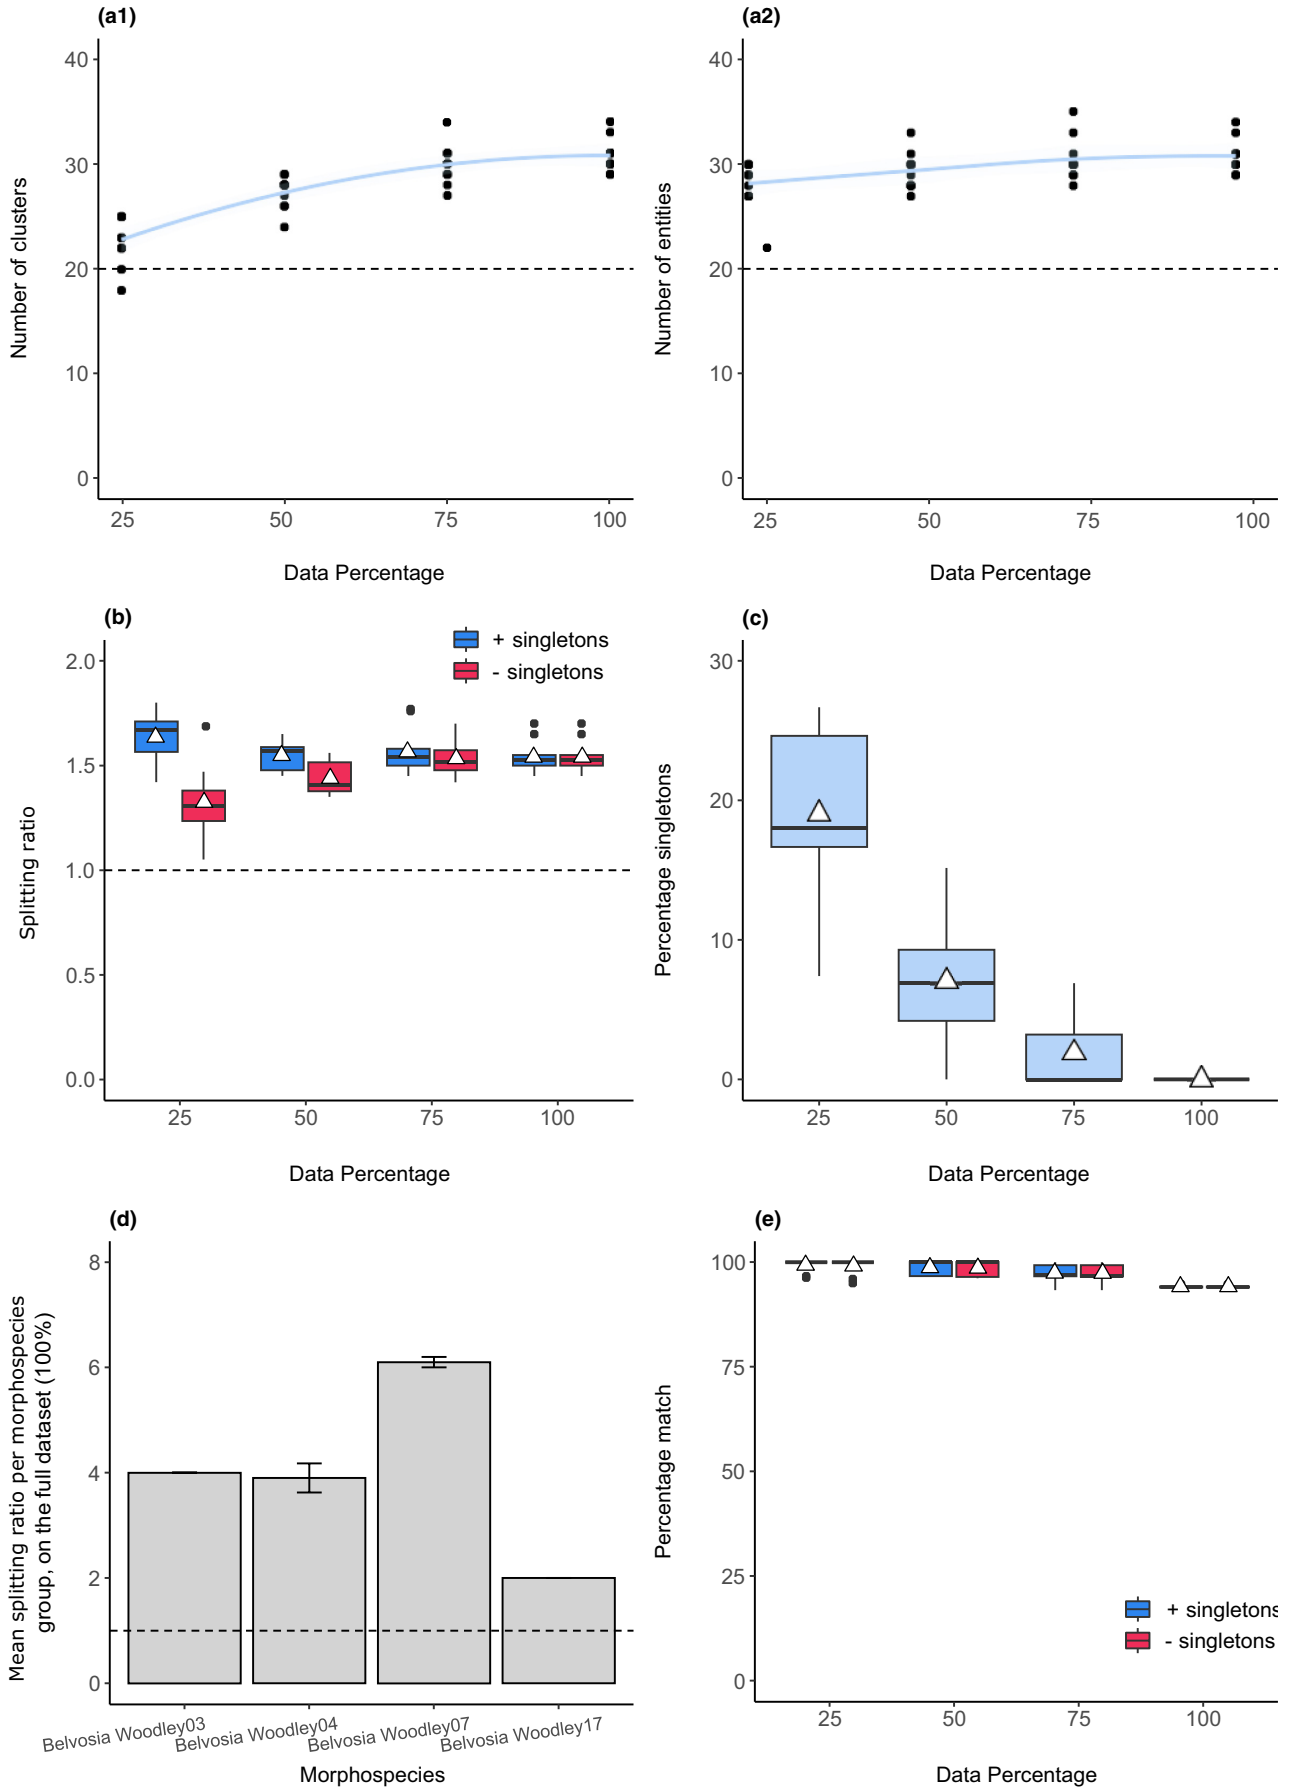 (a1)
40
30
20
10
0
Number of clusters
25 50 75 100
Data Percentage
(a2)
40
30
20
10
0
Number of entities
25 50 75 100
Data Percentage
(b)
+ singletons
- singletons
2.0
1.5
1.0
0.5
0.0
Splitting ratio
25 50 75 100
Data Percentage
(c)
30
20
10
0
Percentage singletons
25 50 75 100
Data Percentage
(d)
8
6
4
2
0
Mean splitting ratio per morphospecies
group, on the full dataset (100%)
Belvosia Woodley03 Belvosia Woodley04 Belvosia Woodley07 Belvosia Woodley17
Morphospecies
(e)
100
75
50
25
0
Percentage match
+ singletons
- singletons
25 50 75 100
Data Percentage